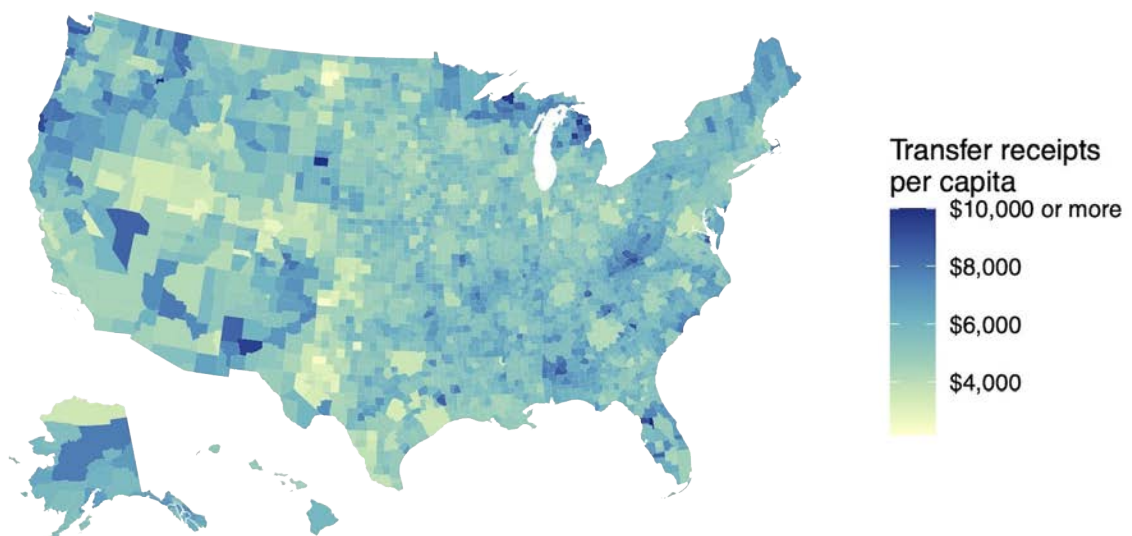 Transfer receipts
per capita
$10,000 or more
$8,000
$6,000
$4,000